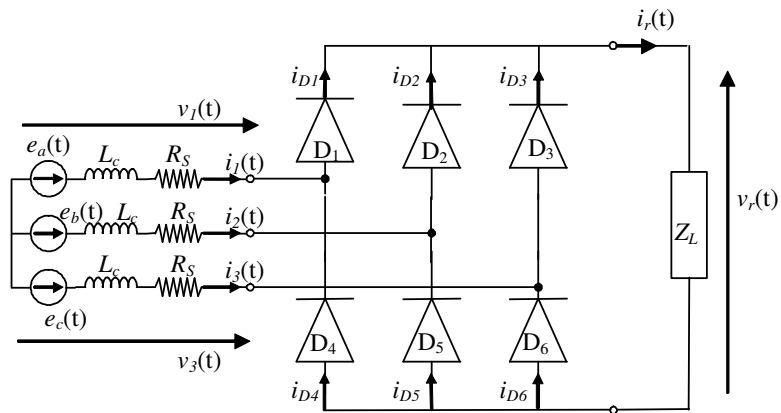 i_r(t)
i_D1 i_D2 i_D3
v_1(t)
e_a(t) L_c R_S i_1(t) D_1 D_2 D_3
e_b(t) L_c R_S i_2(t) v_r(t)
Z_L
L_c R_S i_3(t)
e_c(t)
D_4 D_5 D_6
v_3(t)
i_D4 i_D5 i_D6